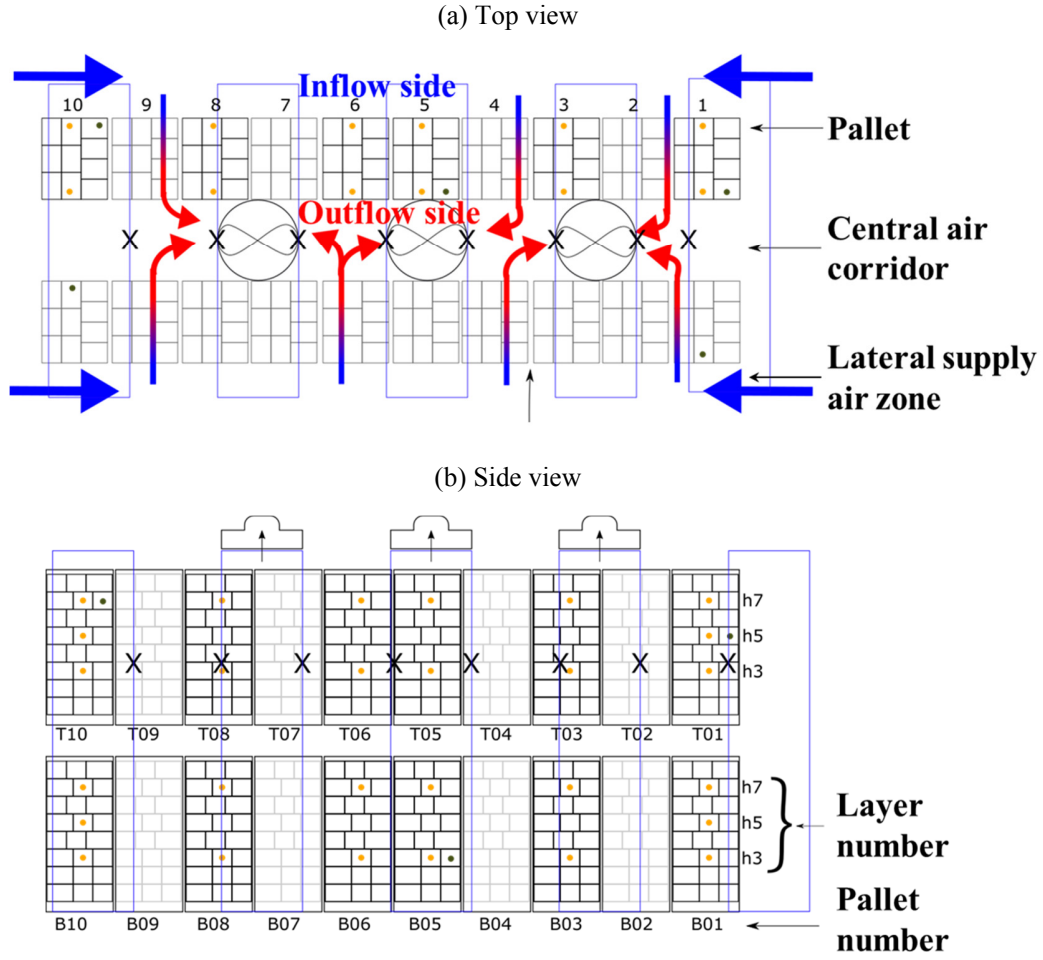 (a) Top view
Inflow side
10 9 8 7 6 5 4 3 2 1
Pallet
Outflow side
X X X X X X X X
Central air
corridor
Lateral supply
air zone
(b) Side view
h7
h5
X X X X X X X X
h3
T10 T09 T08 T07 T06 T05 T04 T03 T02 T01
h7
h5
h3
Layer
number
B10 B09 B08 B07 B06 B05 B04 B03 B02 B01
Pallet
number